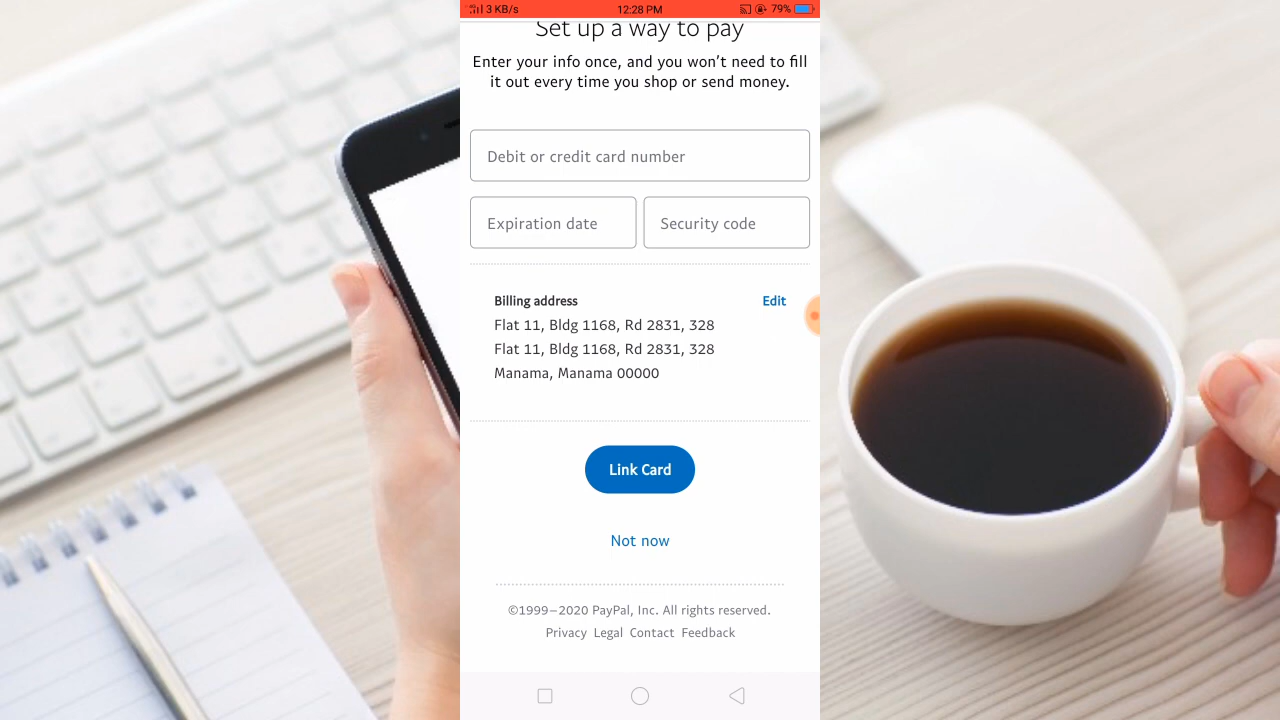 3 KB/s 12:28 PM 79%
Set up a way to pay
Enter your info once, and you won't need to fill
it out every time you shop or send money.
Debit or credit card number
Expiration date Security code
Billing address Edit
Flat 11, Bldg 1168, Rd 2831, 328
Flat 11, Bldg 1168, Rd 2831, 328
Manama, Manama 00000
Link Card
Not now
©1999–2020 PayPal, Inc. All rights reserved.
Privacy Legal Contact Feedback